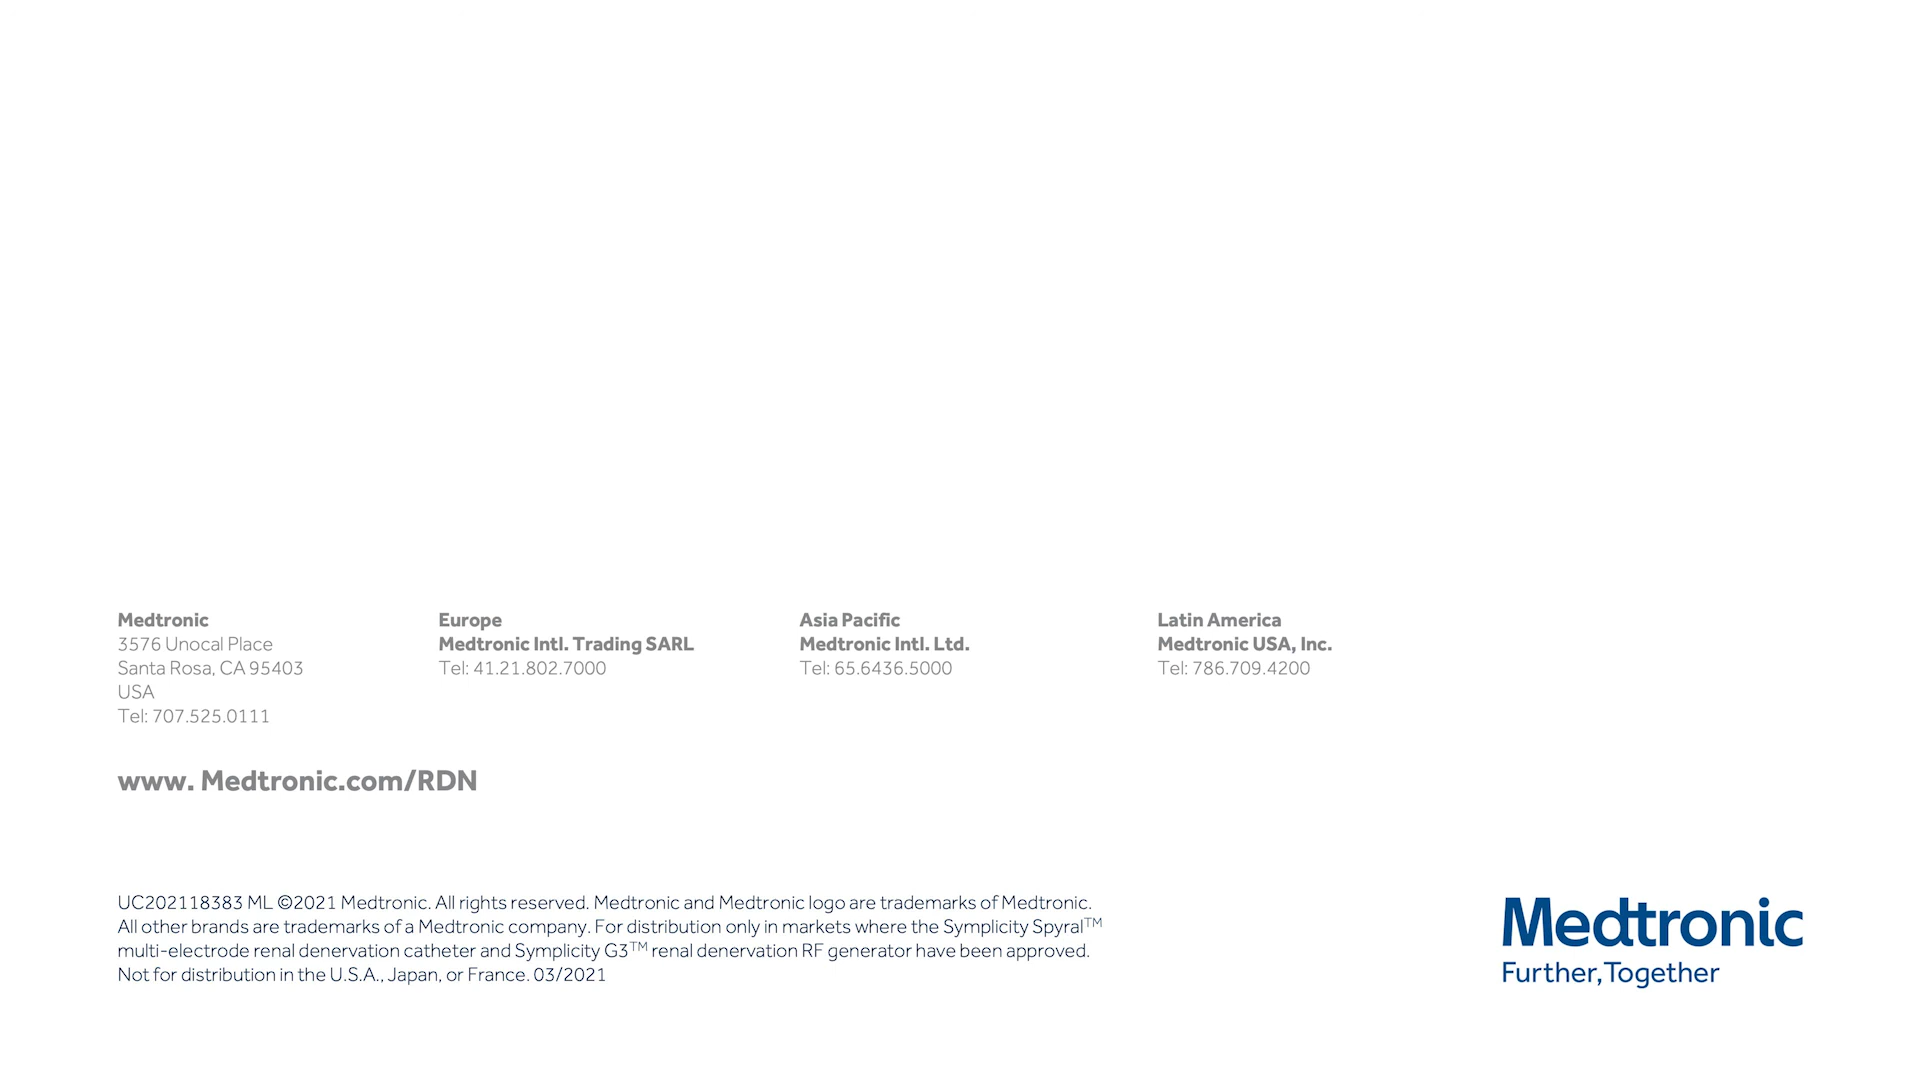 Medtronic
3576 Unocal Place
Santa Rosa, CA 95403
USA
Tel: 707.525.0111
Europe
Medtronic Intl. Trading SARL
Tel: 41.21.802.7000
Asia Pacific
Medtronic Intl. Ltd.
Tel: 65.6436.5000
Latin America
Medtronic USA, Inc.
Tel: 786.709.4200
www. Medtronic.com/RDN
UC202118383 ML ©2021 Medtronic. All rights reserved. Medtronic and Medtronic logo are trademarks of Medtronic.
All other brands are trademarks of a Medtronic company. For distribution only in markets where the Symplicity Spyral™
multi-electrode renal denervation catheter and Symplicity G3™ renal denervation RF generator have been approved.
Not for distribution in the U.S.A., Japan, or France. 03/2021
Medtronic
Further, Together